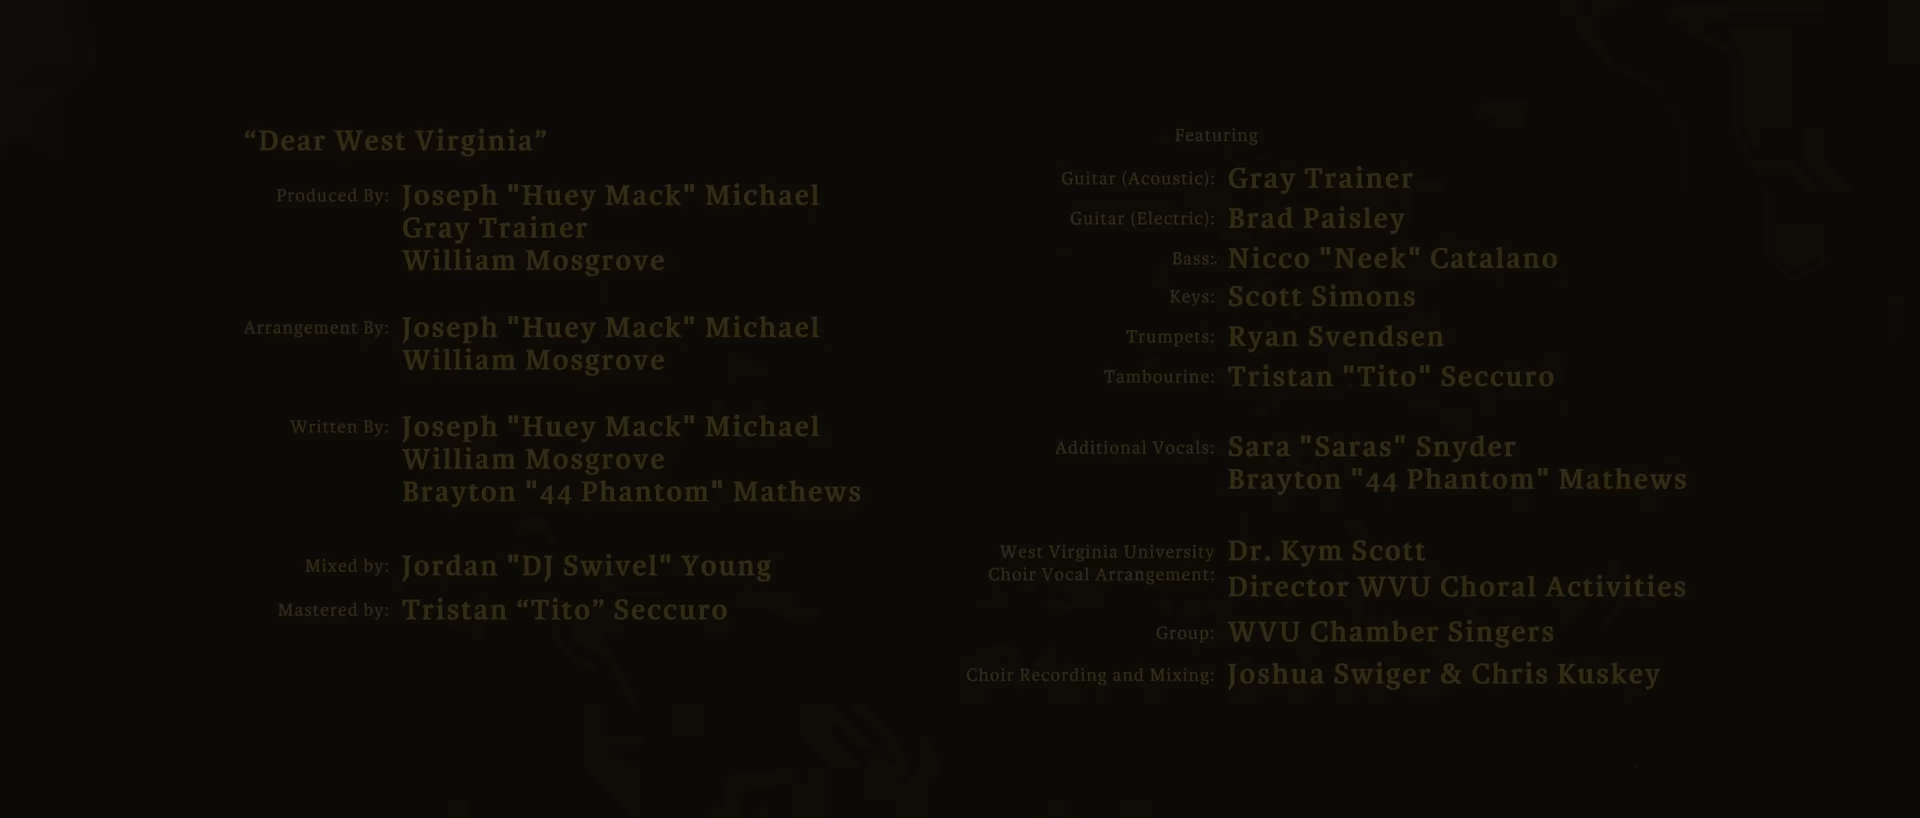 “Dear West Virginia”
Produced By: Joseph "Huey Mack" Michael
Gray Trainer
William Mosgrove
Arrangement By: Joseph "Huey Mack" Michael
William Mosgrove
Written By: Joseph "Huey Mack" Michael
William Mosgrove
Brayton "44 Phantom" Mathews
Mixed by: Jordan "DJ Swivel" Young
Mastered by: Tristan “Tito” Seccuro
Featuring
Guitar (Acoustic): Gray Trainer
Guitar (Electric): Brad Paisley
Bass: Nicco "Neek" Catalano
Keys: Scott Simons
Trumpets: Ryan Svendsen
Tambourine: Tristan "Tito" Seccuro
Additional Vocals: Sara "Saras" Snyder
Brayton "44 Phantom" Mathews
West Virginia University Dr. Kym Scott
Choir Vocal Arrangement: Director WVU Choral Activities
Group: WVU Chamber Singers
Choir Recording and Mixing: Joshua Swiger & Chris Kuskey